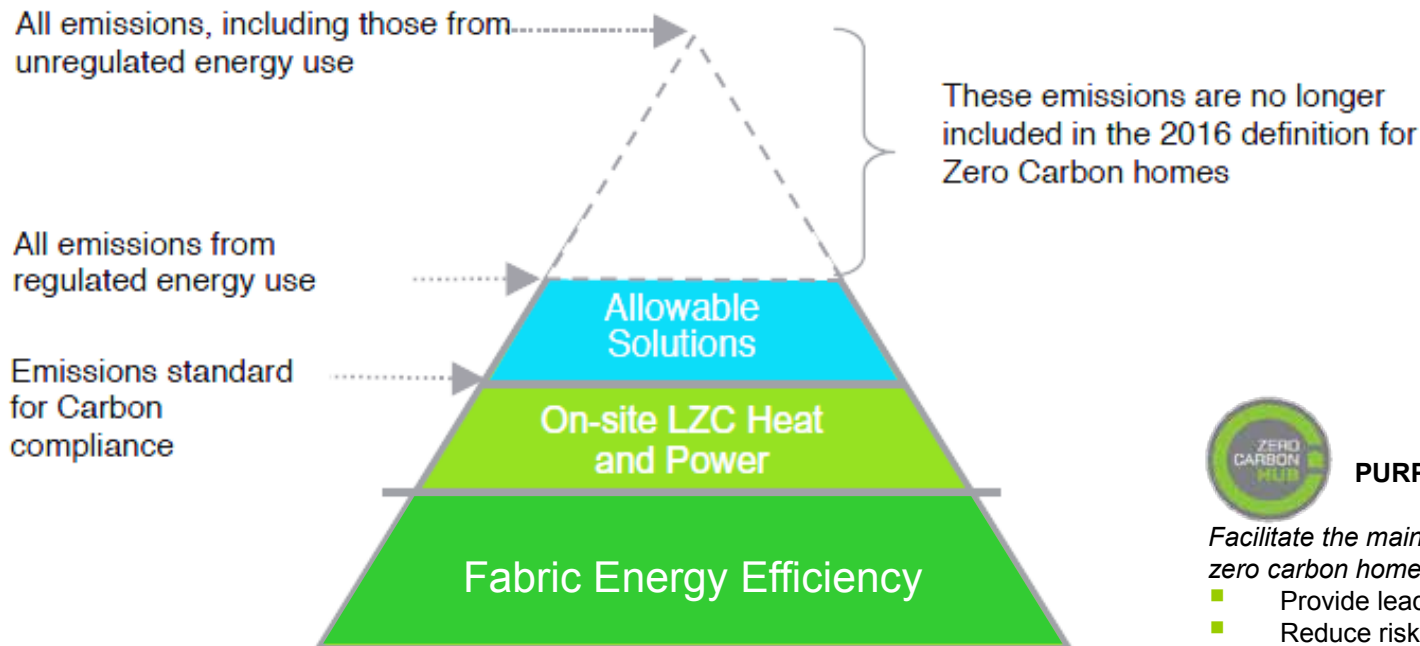 All emissions, including those from
unregulated energy use
These emissions are no longer
included in the 2016 definition for
Zero Carbon homes
All emissions from
regulated energy use
Allowable
Solutions
Emissions standard
for Carbon
compliance
On-site LZC Heat
and Power
Fabric Energy Efficiency
ZERO
CARBON
HUB
Facilitate the main
zero carbon home
Provide lead
Reduce risk